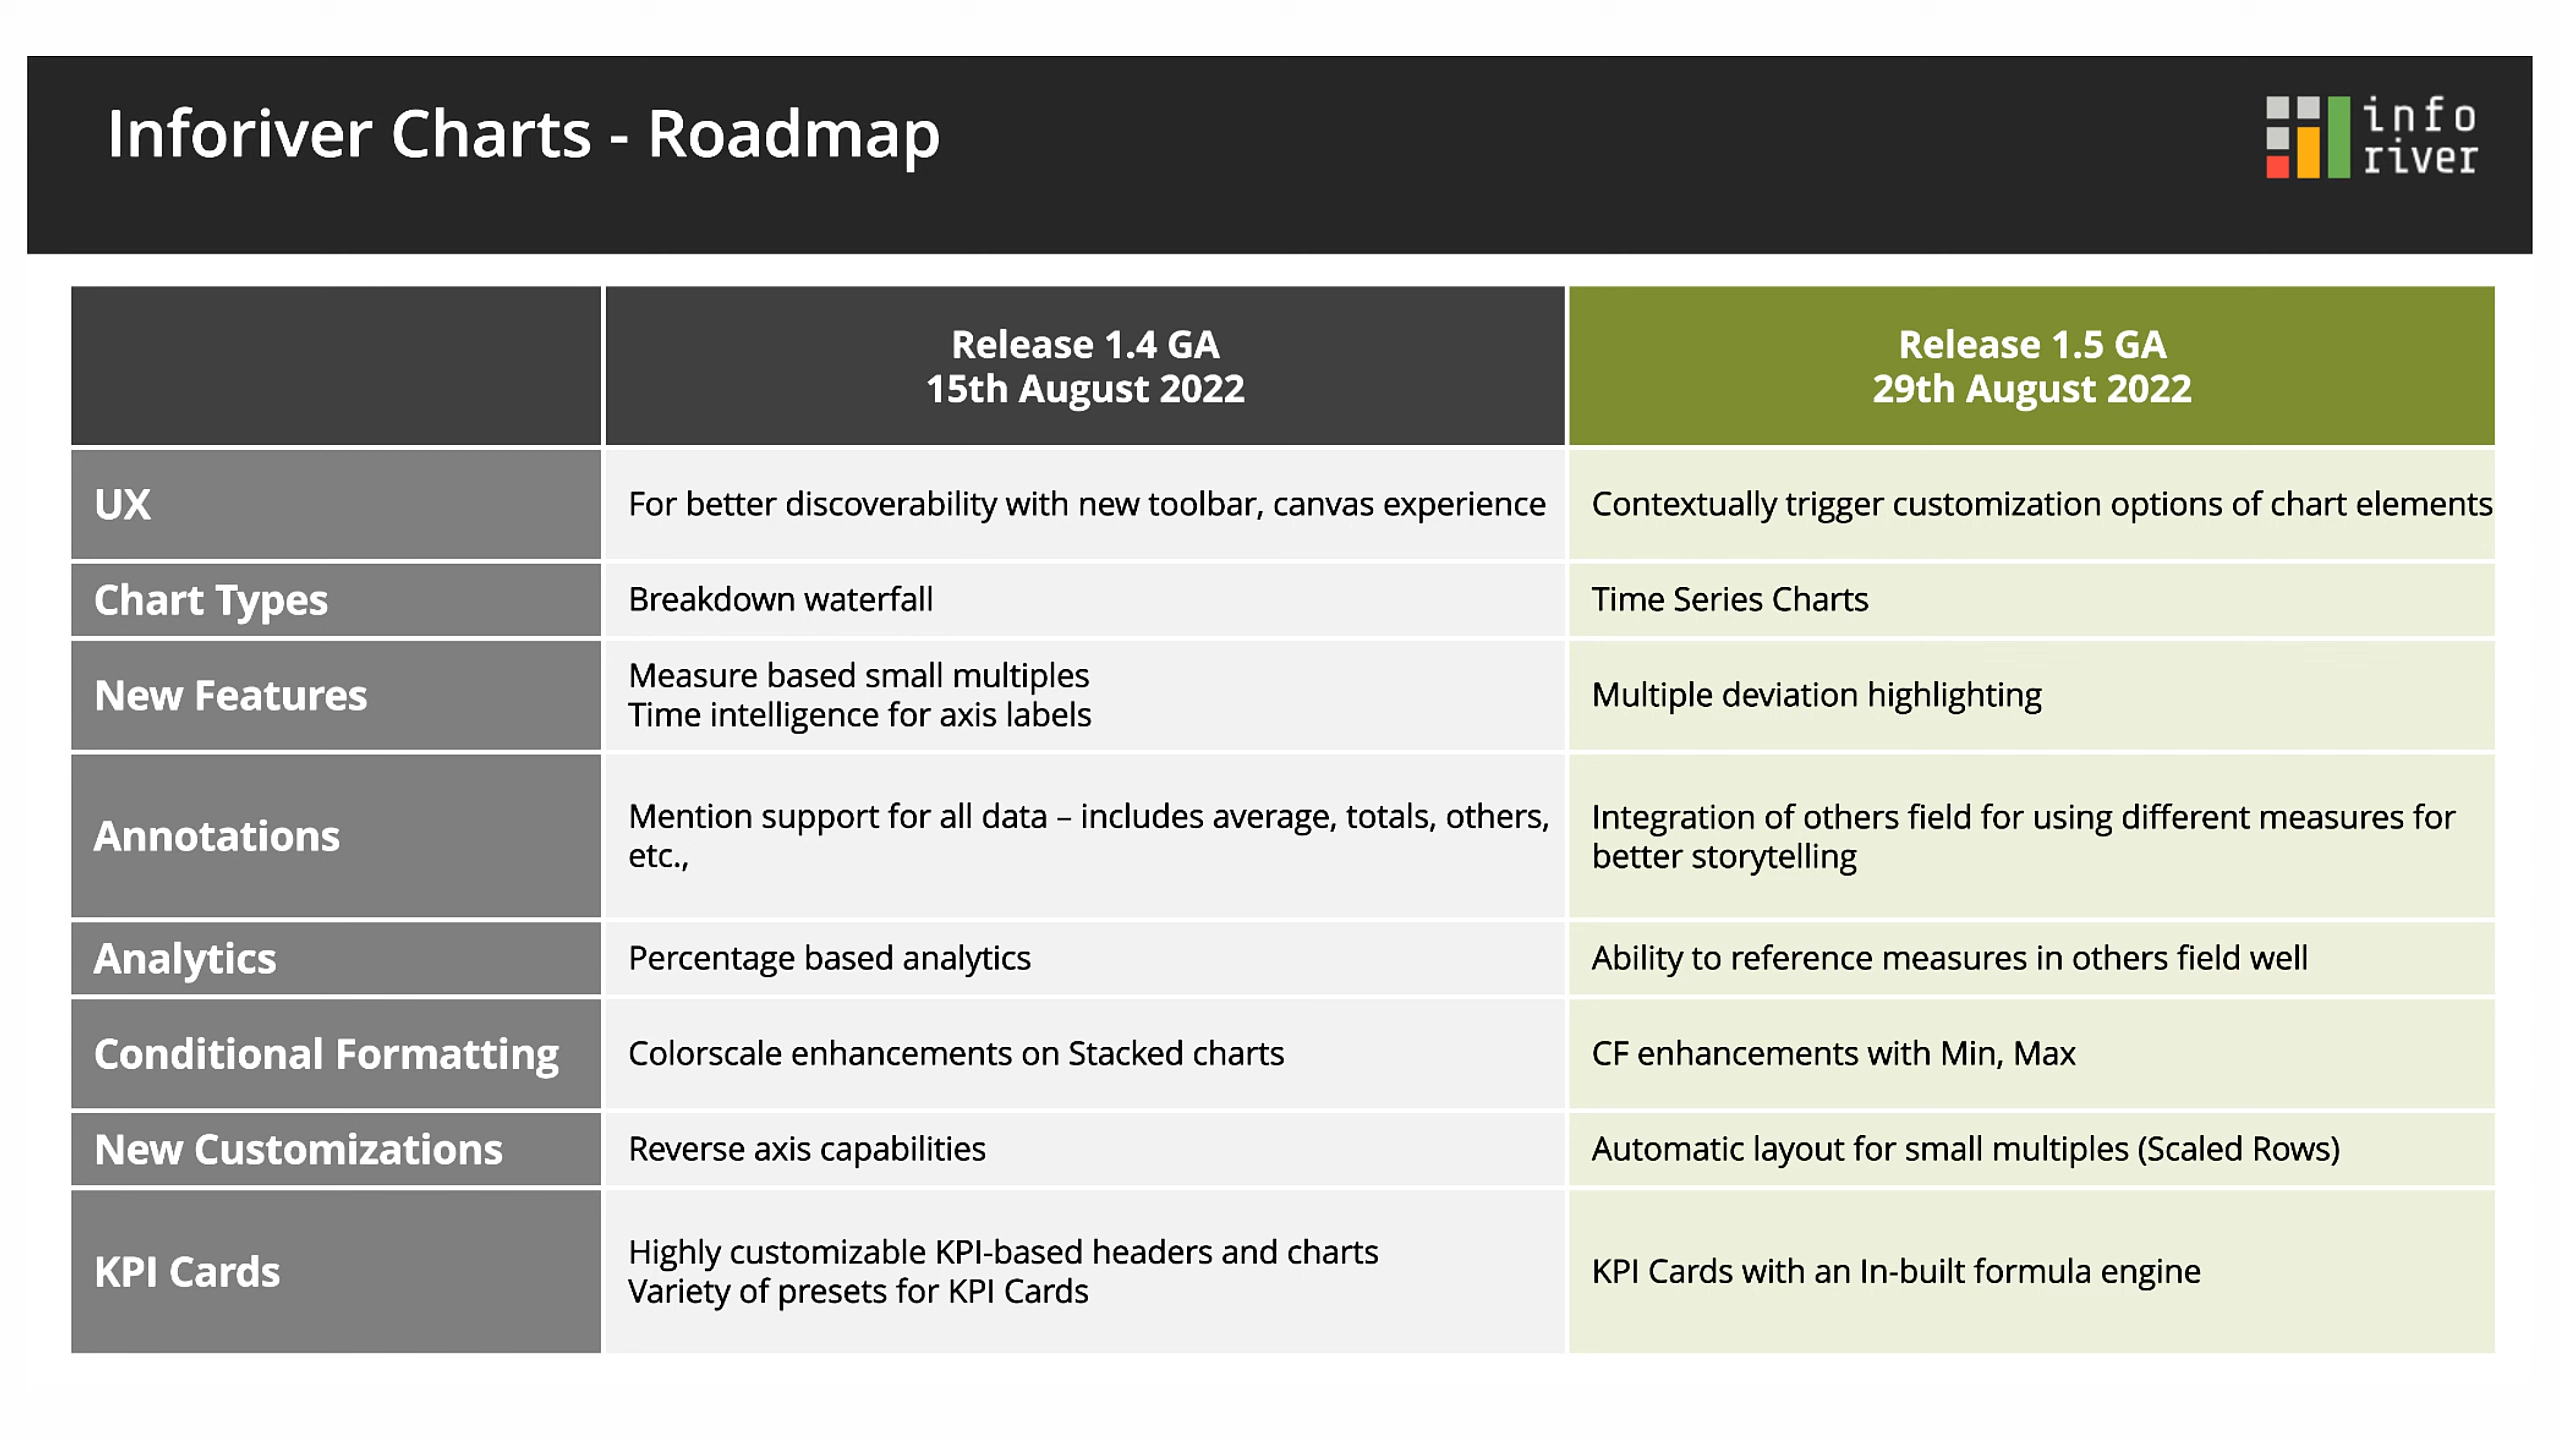 Inforiver Charts - Roadmap
info
river
Release 1.4 GA
15th August 2022
Release 1.5 GA
29th August 2022
UX
For better discoverability with new toolbar, canvas experience
Contextually trigger customization options of chart elements
Chart Types
Breakdown waterfall
Time Series Charts
New Features
Measure based small multiples
Time intelligence for axis labels
Multiple deviation highlighting
Annotations
Mention support for all data – includes average, totals, others,
etc.,
Integration of others field for using different measures for
better storytelling
Analytics
Percentage based analytics
Ability to reference measures in others field well
Conditional Formatting
Colorscale enhancements on Stacked charts
CF enhancements with Min, Max
New Customizations
Reverse axis capabilities
Automatic layout for small multiples (Scaled Rows)
KPI Cards
Highly customizable KPI-based headers and charts
Variety of presets for KPI Cards
KPI Cards with an In-built formula engine